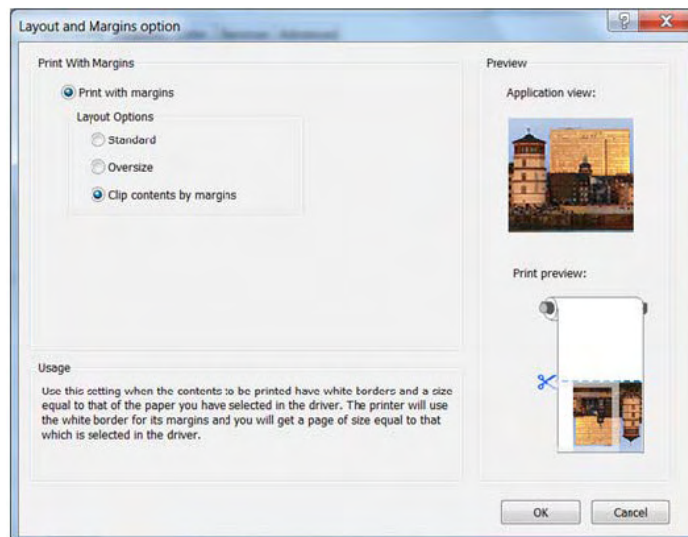 Layout and Margins option
Print With Margins
Print with margins
Layout Options
Standard
Oversize
Clip contents by margins
Usage
Use this setting when the contents to be printed have white borders and a size
equal to that of the paper you have selected in the driver. The printer will use
the white border for its margins and you will get a page of size equal to that
which is selected in the driver.
Preview
Application view:
Print preview:
OK
Cancel